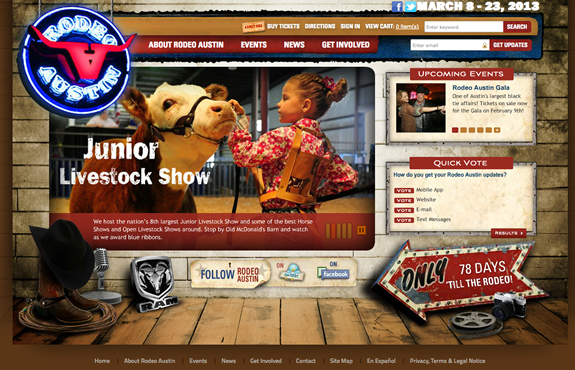 MARCH 8 - 23, 2013
BUY TICKETS DIRECTIONS SIGN IN VIEW CART: 0 item(s) Enter keyword SEARCH
ABOUT RODEO AUSTIN EVENTS NEWS GET INVOLVED Enter email GET UPDATES
RODEO
AUSTIN
Junior
Livestock Show
We host the nation's 8th largest Junior Livestock Show and some of the best Horse
Shows and Open Livestock Shows around. Stop by Old McDonald's Barn and watch
as we award blue ribbons.
UPCOMING EVENTS
Rodeo Austin Gala
One of Austin's largest black
tie affairs! Tickets on sale now
for the Gala on February 9th!
QUICK VOTE
How do you get your Rodeo Austin updates?
VOTE Mobile App
VOTE Website
VOTE E-mail
VOTE Text Messages
RESULTS
RAM
FOLLOW RODEO AUSTIN ON ON facebook
ONLY 78 DAYS
'TILL THE RODEO!
Home About Rodeo Austin Events News Get Involved Contact Site Map En Español Privacy, Terms & Legal Notice